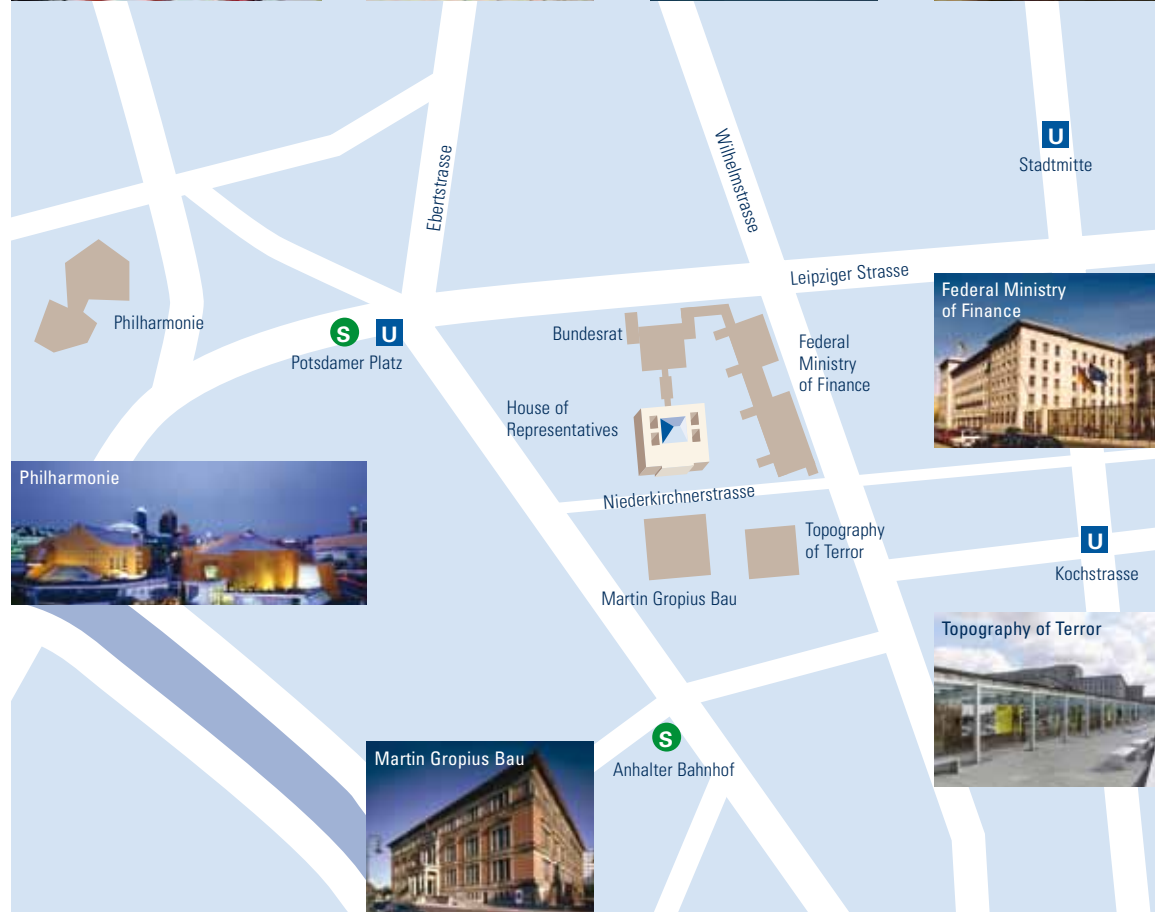 Ebertstrasse
Wilhelmstrasse
U
Stadtmitte
Leipziger Strasse
Federal Ministry
of Finance
Philharmonie
S U
Potsdamer Platz
Bundesrat
Federal
Ministry
of Finance
House of
Representatives
Philharmonie
Niederkirchnerstrasse
Topography
of Terror
U
Kochstrasse
Martin Gropius Bau
Topography of Terror
S
Anhalter Bahnhof
Martin Gropius Bau